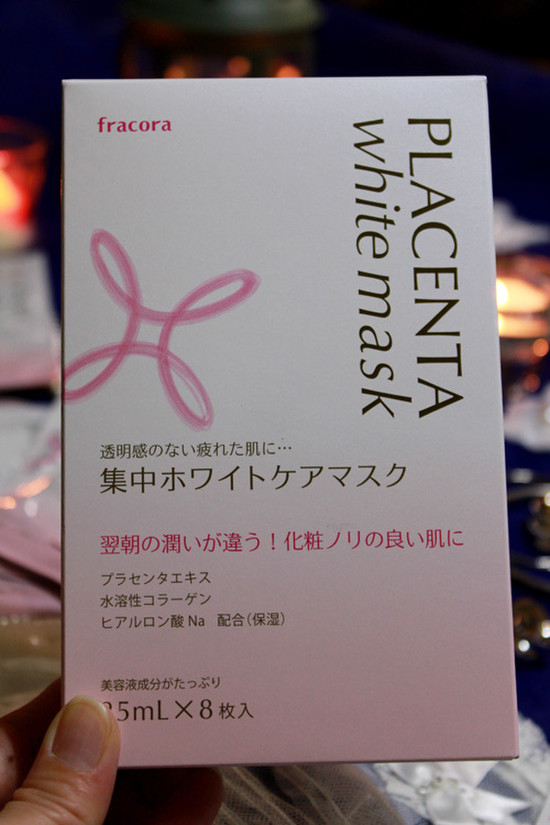 fracora
PLACENTA
white mask
透明感のない疲れた肌に…
集中ホワイトケアマスク
翌朝の潤いが違う！化粧ノリの良い肌に
プラセンタエキス
水溶性コラーゲン
ヒアルロン酸 Na 配合（保湿）
美容液成分がたっぷり
5mL×8枚入